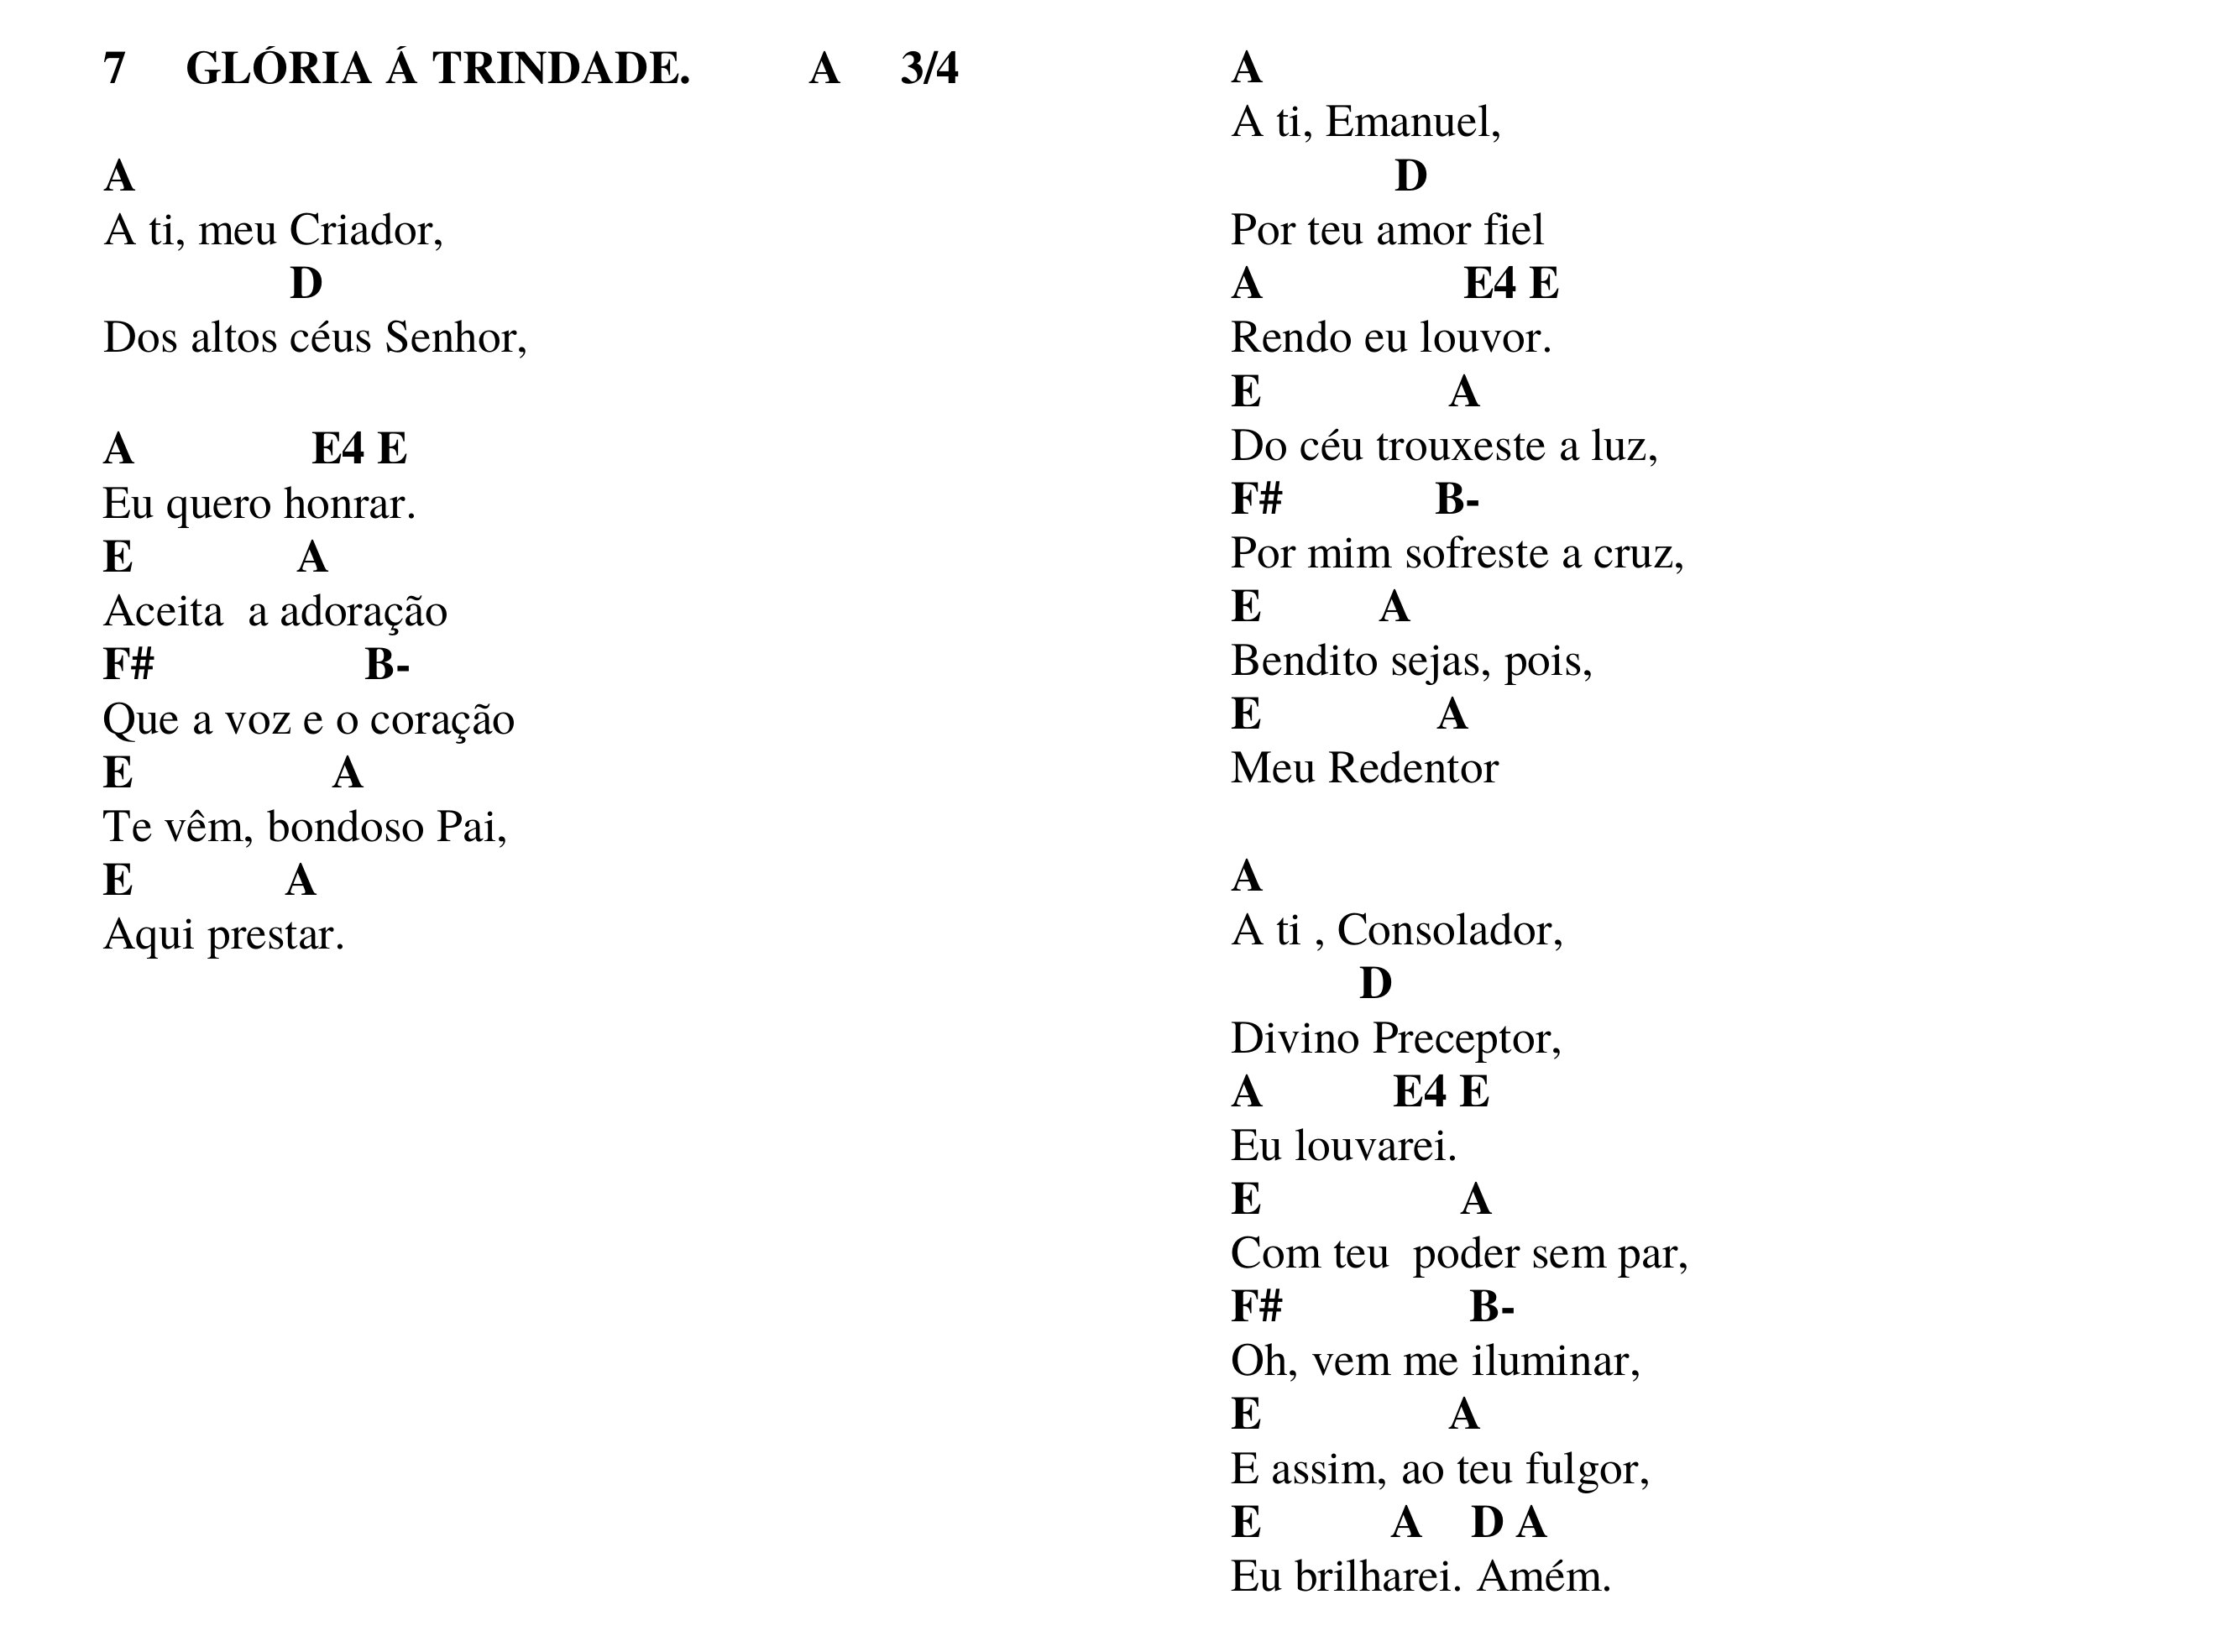 7 GLÓRIA Á TRINDADE. A 3/4
A
A ti, meu Criador,
D
Dos altos céus Senhor,
A E4 E
Eu quero honrar.
E A
Aceita a adoração
F# B-
Que a voz e o coração
E A
Te vêm, bondoso Pai,
E A
Aqui prestar.
A
A ti, Emanuel,
D
Por teu amor fiel
A E4 E
Rendo eu louvor.
E A
Do céu trouxeste a luz,
F# B-
Por mim sofreste a cruz,
E A
Bendito sejas, pois,
E A
Meu Redentor
A
A ti , Consolador,
D
Divino Preceptor,
A E4 E
Eu louvarei.
E A
Com teu poder sem par,
F# B-
Oh, vem me iluminar,
E A
E assim, ao teu fulgor,
E A D A
Eu brilharei. Amém.